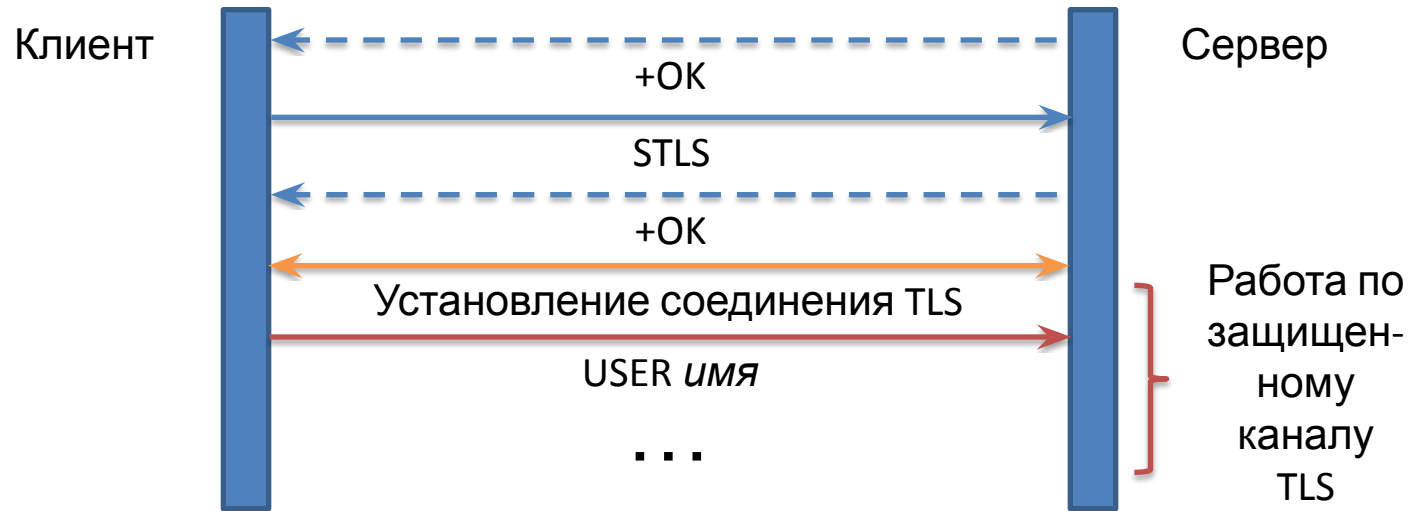 Клиент
Сервер
+OK
STLS
+OK
Установление соединения TLS
USER имя
...
Работа по
защищен-
ному
каналу
TLS